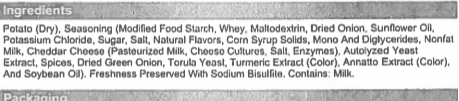 Ingredients
Potato (Dry), Seasoning (Modified Food Starch, Whey, Maltodextrin, Dried Onion, Sunflower Oil,
Potassium Chloride, Sugar, Salt, Natural Flavors, Corn Syrup Solids, Mono And Diglycerides, Nonfat
Milk, Cheddar Cheese (Pasteurized Milk, Cheese Cultures, Salt, Enzymes), Autolyzed Yeast
Extract, Spices, Dried Green Onion, Torula Yeast, Turmeric Extract (Color), Annatto Extract (Color),
And Soybean Oil). Freshness Preserved With Sodium Bisulfite. Contains: Milk.
Packaging